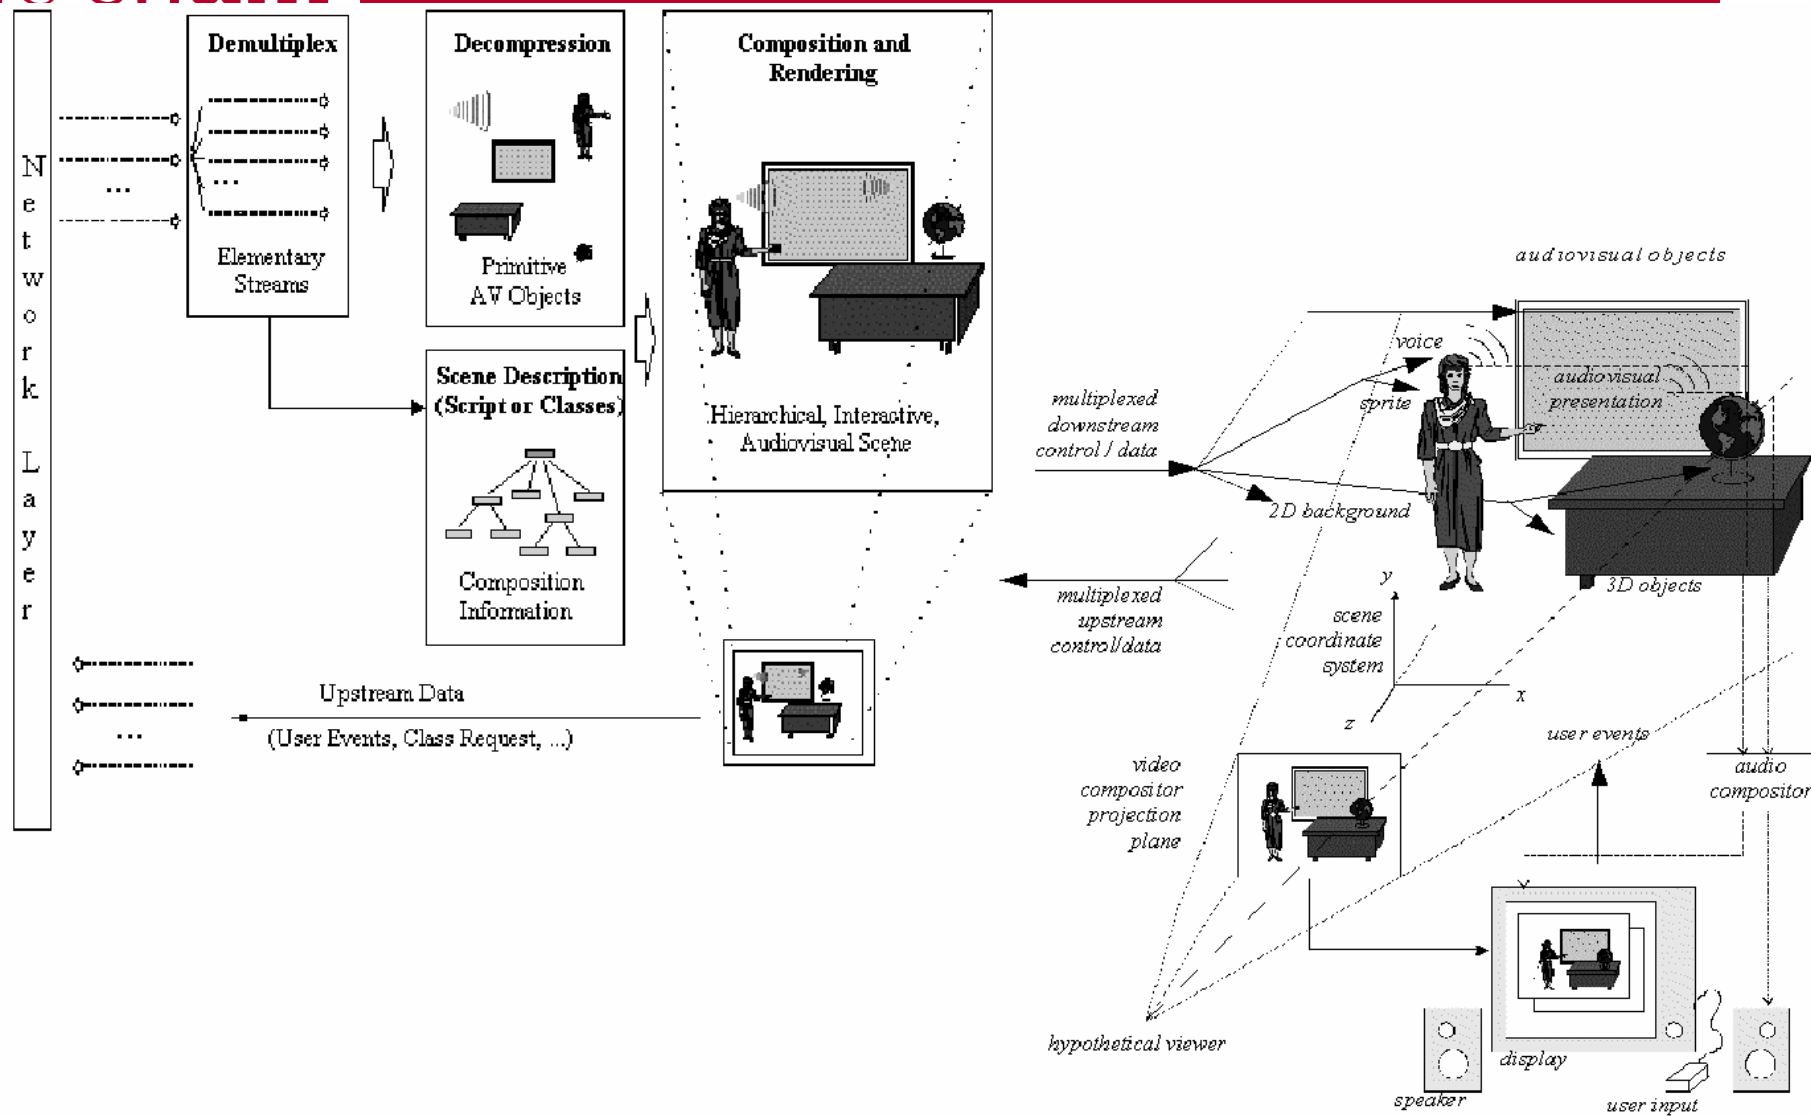 Network Layer
Demultiplex
...
...
Elementary
Streams
Decompression
Primitive
AV Objects
Scene Description
(Script or Classes)
Composition
Information
Composition and
Rendering
Hierarchical, Interactive,
Audiovisual Scene
Upstream Data
(User Events, Class Request, ...)
...
audiovisual objects
voice
sprite
audiovisual
presentation
multiplexed
downstream
control / data
2D background
3D objects
multiplexed
upstream
control/data
y
scene
coordinate
system
x
z
user events
video
compositor
projection
plane
audio
compositor
hypothetical viewer
display
speaker
user input